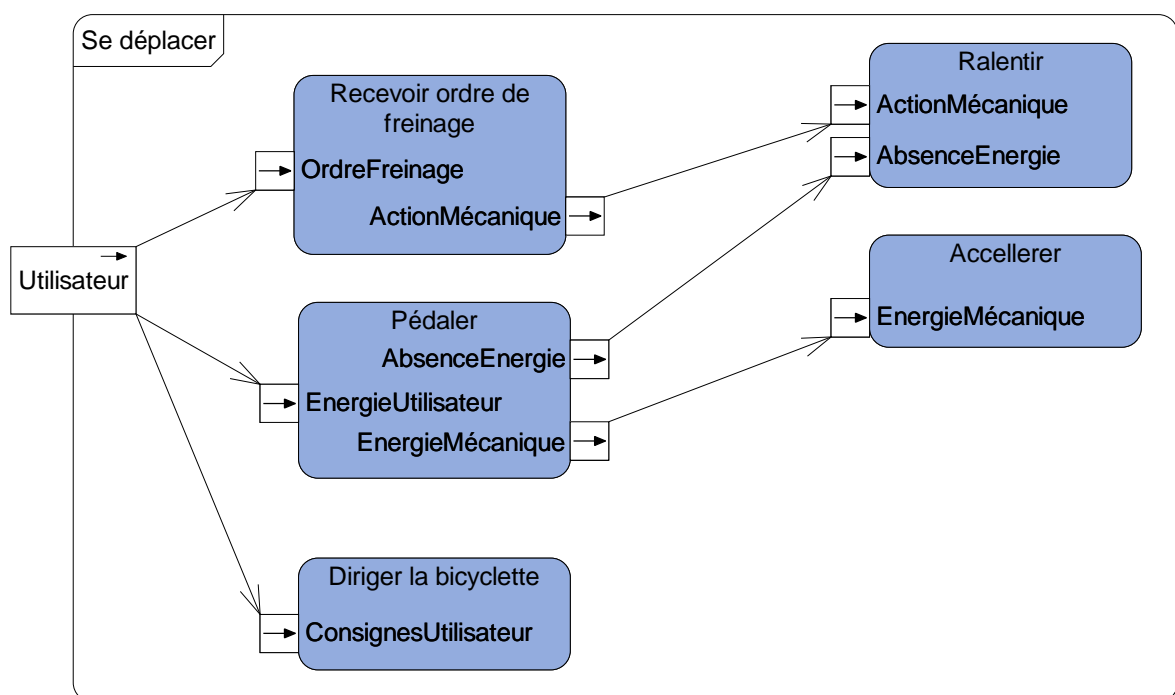 Se déplacer
Utilisateur
Recevoir ordre de
freinage
OrdreFreinage
ActionMécanique
Pédaler
AbsenceEnergie
EnergieUtilisateur
EnergieMécanique
Diriger la bicyclette
ConsignesUtilisateur
Ralentir
ActionMécanique
AbsenceEnergie
Accellerer
EnergieMécanique